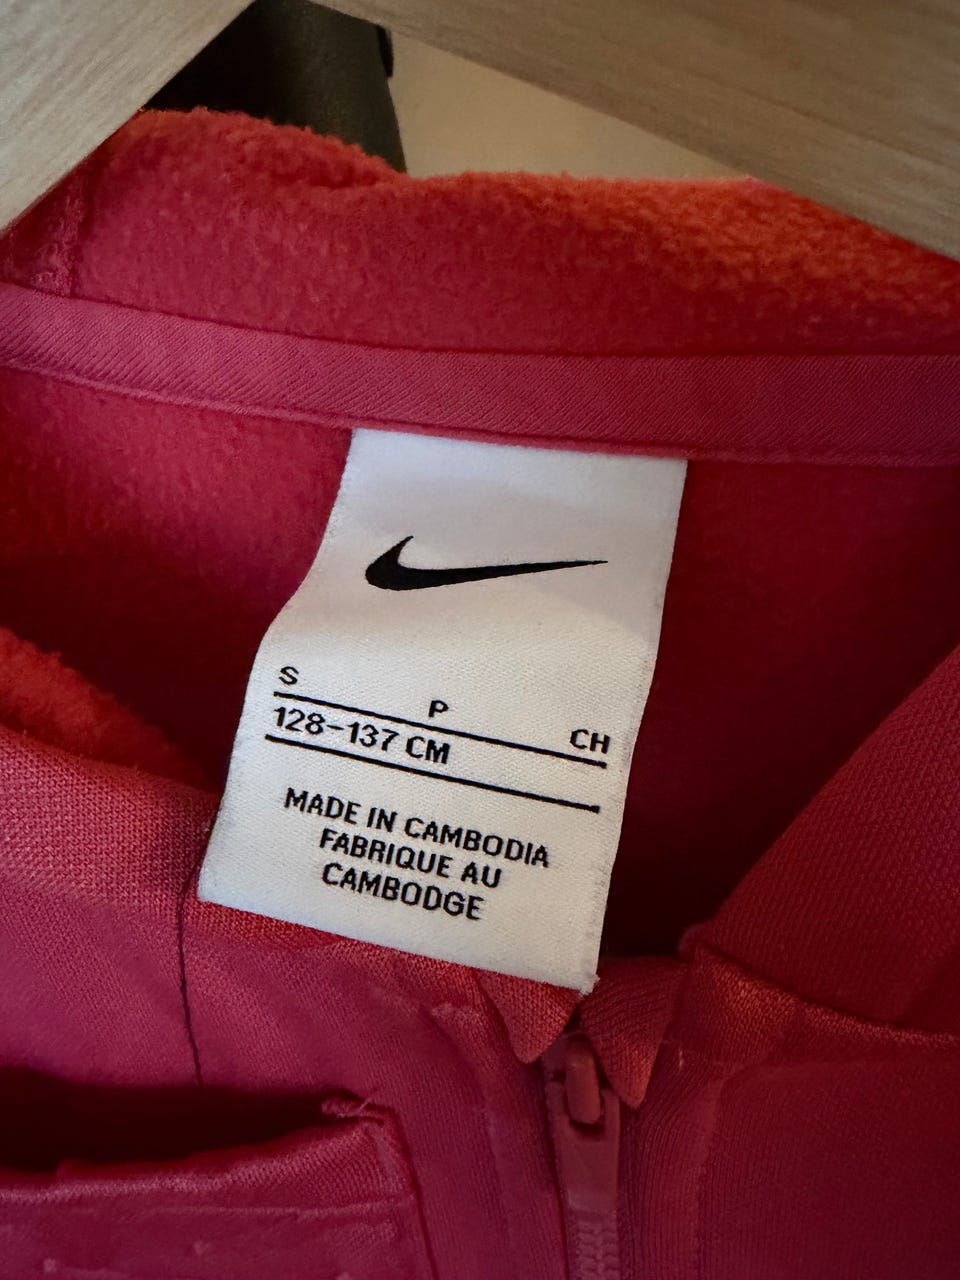 S P CH
128-137 CM
MADE IN CAMBODIA
FABRIQUE AU
CAMBODGE